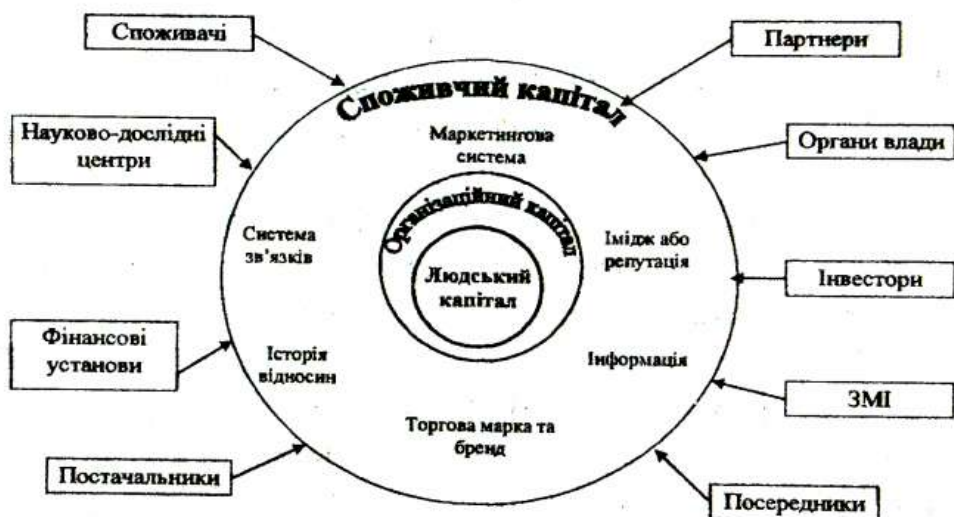 Споживачі
Партнери
Споживчий капітал
Науково-дослідні
центри
Маркетингова
система
Органи влади
Організаційний капітал
Система
зв’язків
Імідж або
репутація
Людський
капітал
Інвестори
Фінансові
установи
Історія
відносин
Інформація
ЗМІ
Торгова марка та
бренд
Постачальники
Посередники